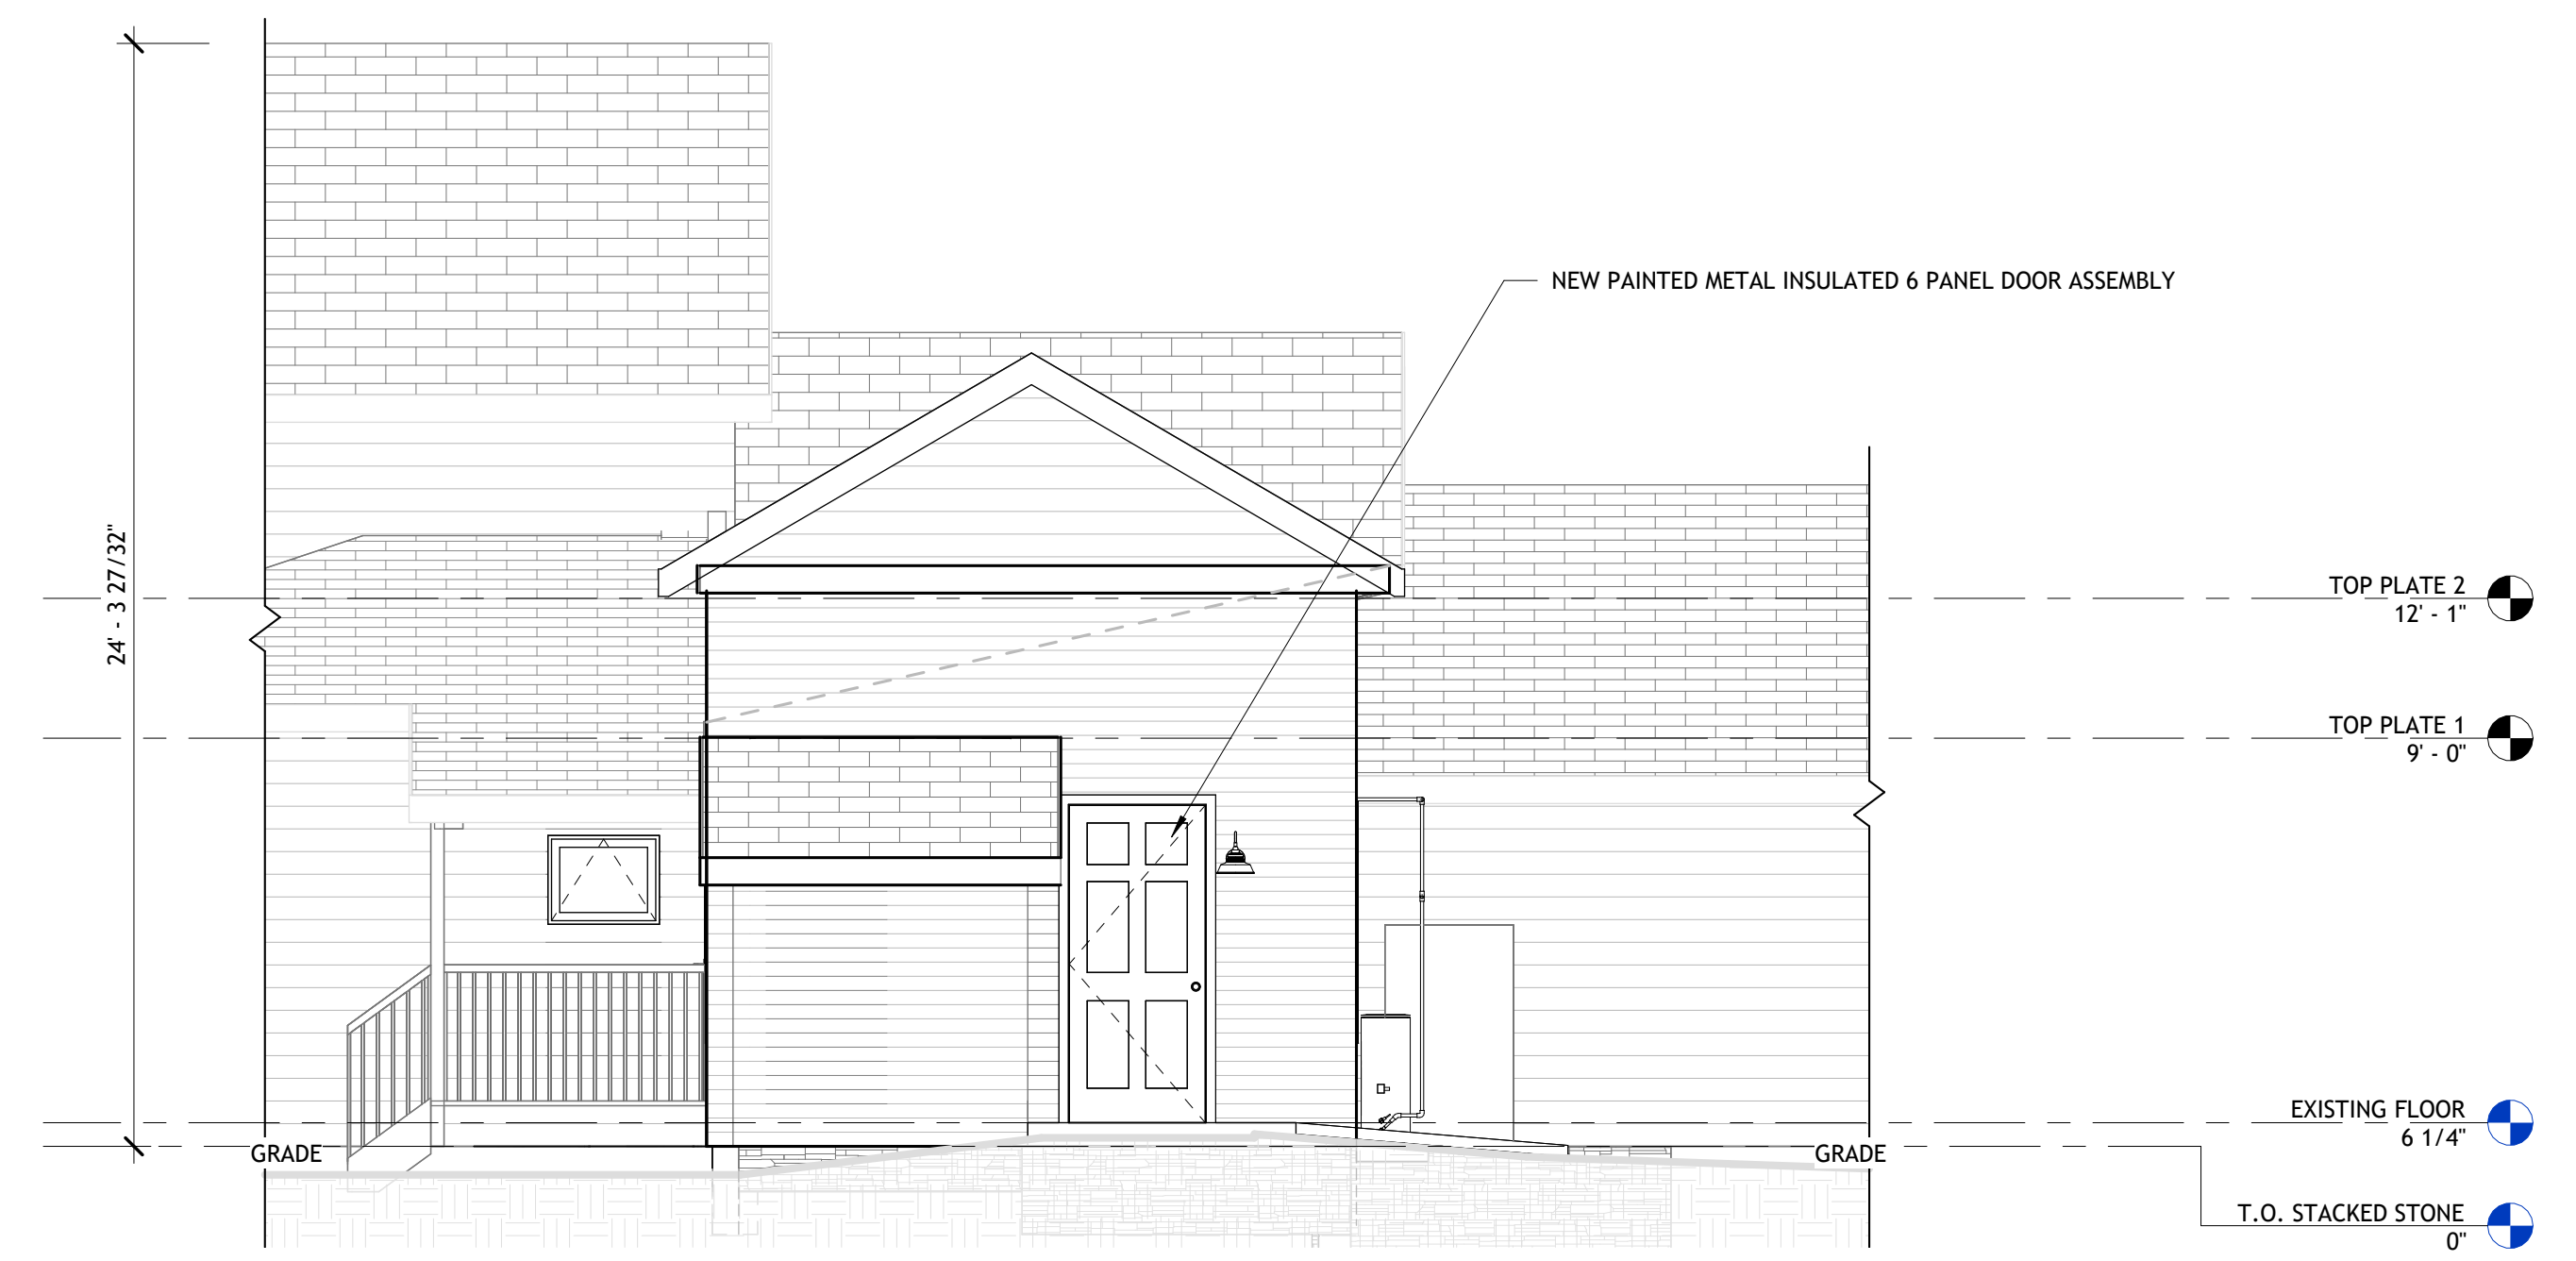 NEW PAINTED METAL INSULATED 6 PANEL DOOR ASSEMBLY
24' - 3 27/32"
TOP PLATE 2
12' - 1"
TOP PLATE 1
9' - 0"
EXISTING FLOOR
6 1/4"
GRADE
GRADE
T.O. STACKED STONE
0"